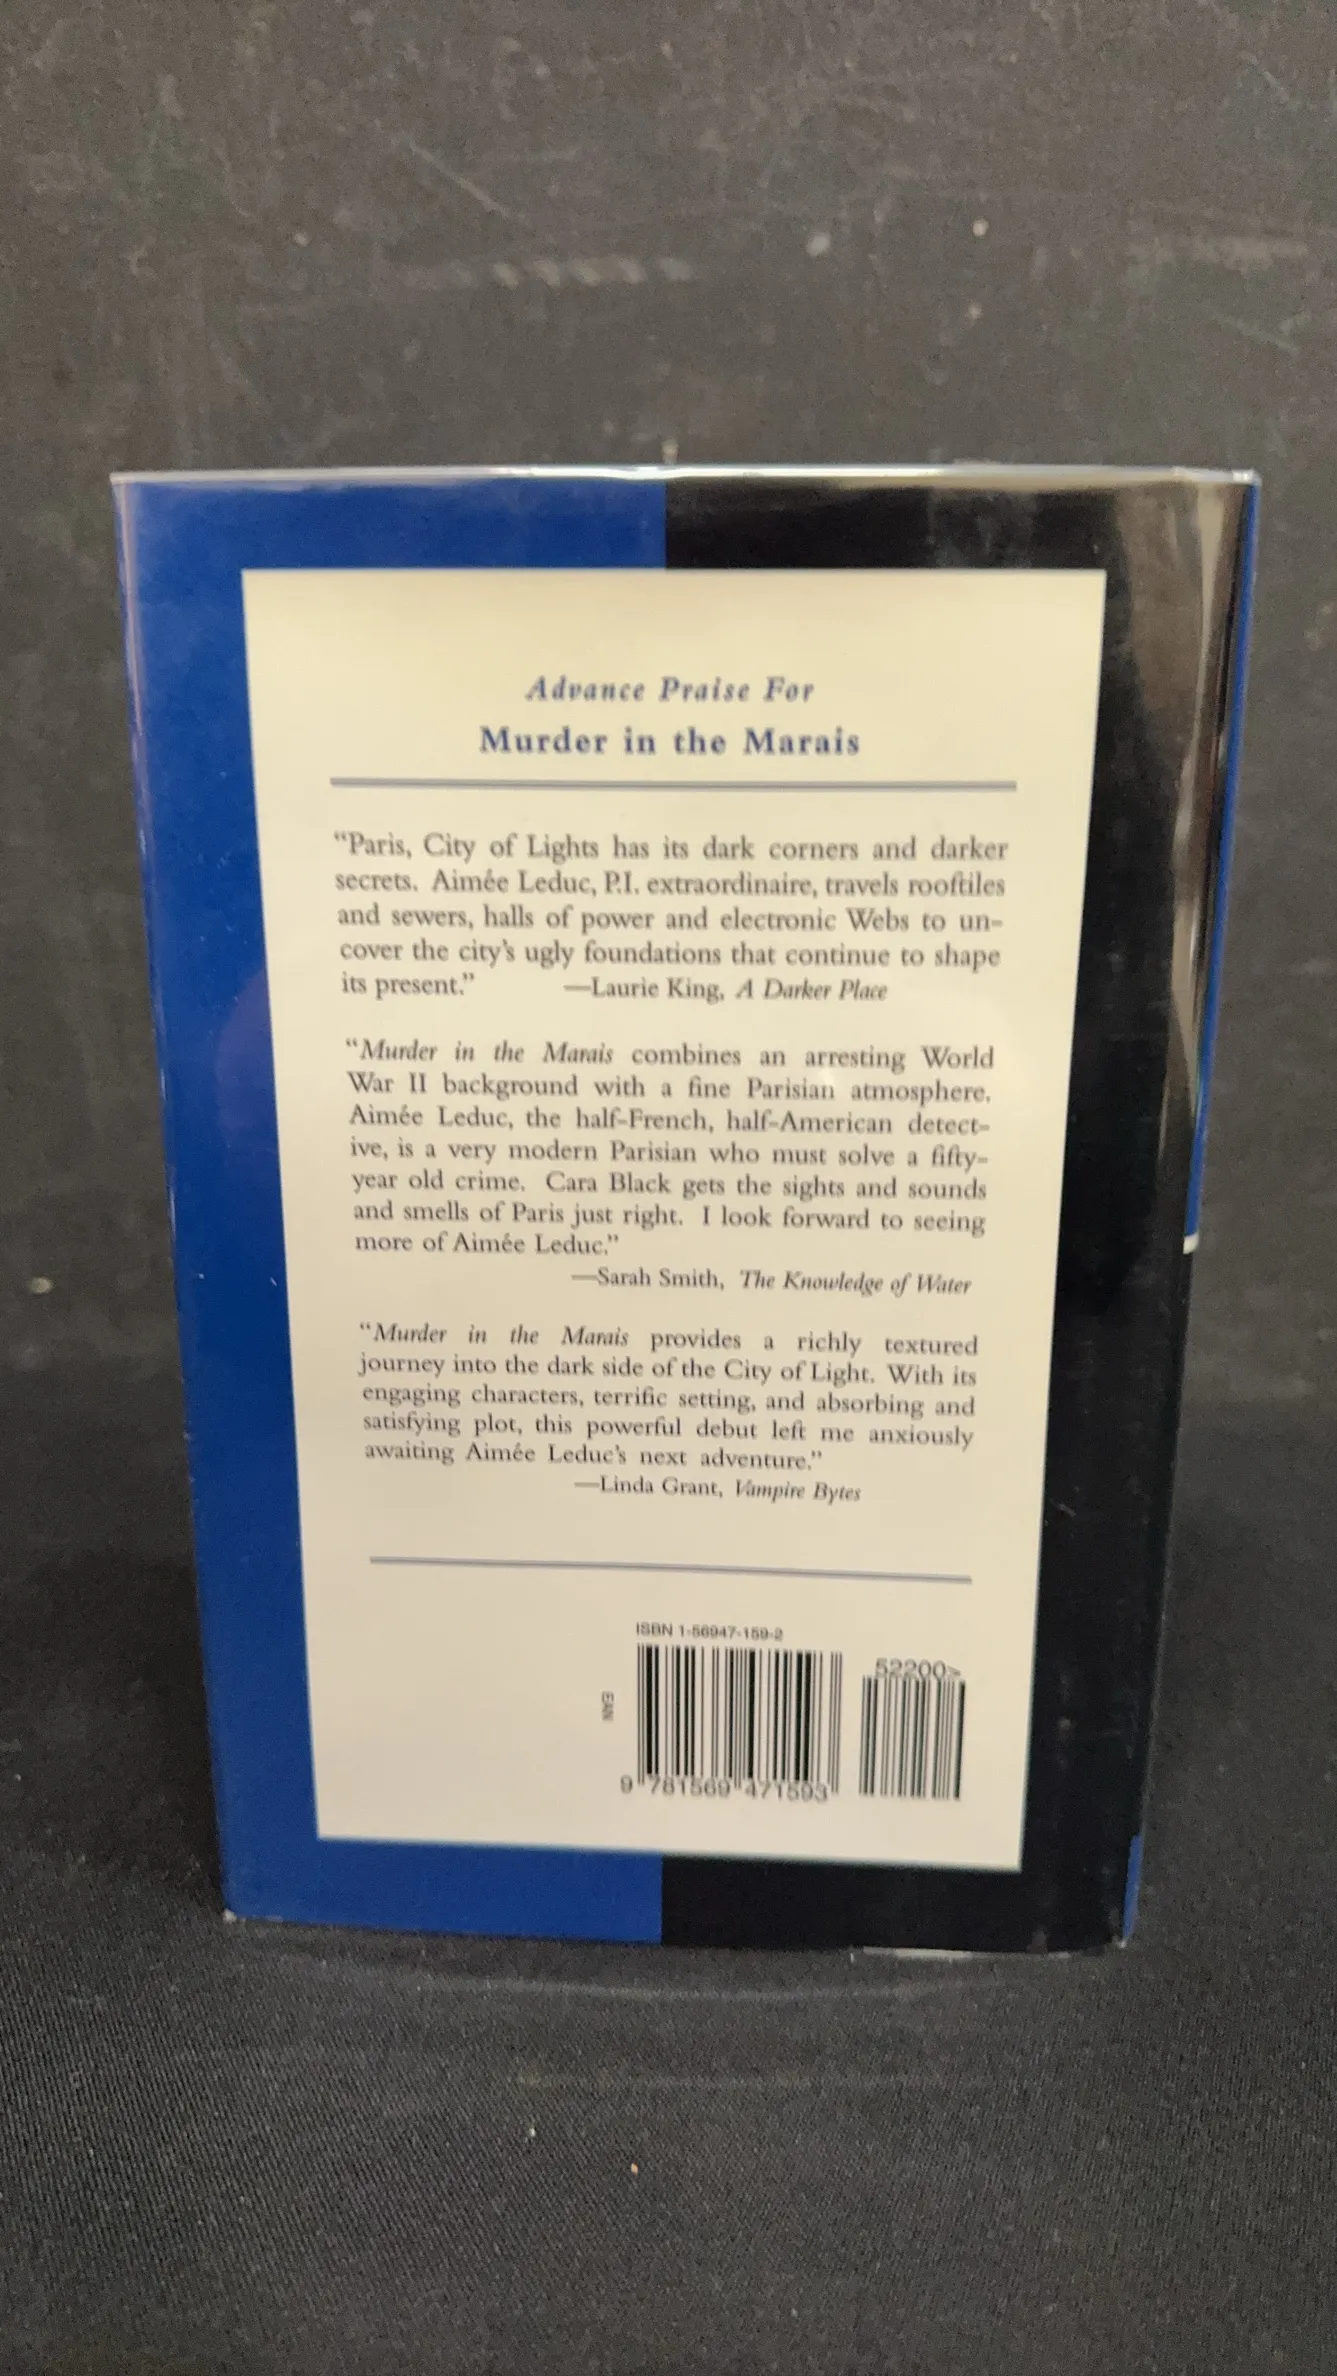 Advance Praise For
Murder in the Marais
“Paris, City of Lights has its dark corners and darker
secrets. Aimée Leduc, P.I. extraordinaire, travels rooftiles
and sewers, halls of power and electronic Webs to un-
cover the city’s ugly foundations that continue to shape
its present.” —Laurie King, A Darker Place
“Murder in the Marais combines an arresting World
War II background with a fine Parisian atmosphere.
Aimée Leduc, the half-French, half-American detect-
ive, is a very modern Parisian who must solve a fifty-
year old crime. Cara Black gets the sights and sounds
and smells of Paris just right. I look forward to seeing
more of Aimée Leduc.”
—Sarah Smith, The Knowledge of Water
“Murder in the Marais provides a richly textured
journey into the dark side of the City of Light. With its
engaging characters, terrific setting, and absorbing and
satisfying plot, this powerful debut left me anxiously
awaiting Aimée Leduc’s next adventure.”
—Linda Grant, Vampire Bytes
ISBN 1-56947-159-2
52200>
EAN
9 781569 471593